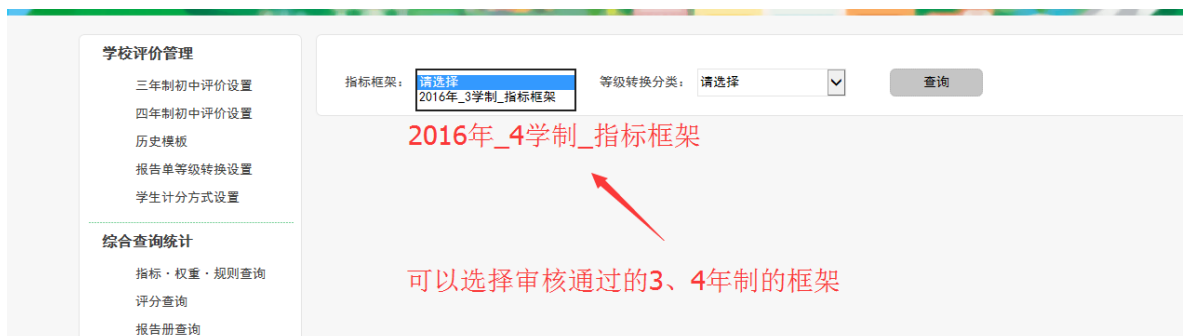 学校评价管理
三年制初中评价设置
四年制初中评价设置
历史模板
报告单等级转换设置
学生计分方式设置
综合查询统计
指标·权重·规则查询
评分查询
报告册查询
指标框架： 请选择 等级转换分类： 请选择 查询
2016年_3学制_指标框架
2016年_4学制_指标框架
可以选择审核通过的3、4年制的框架